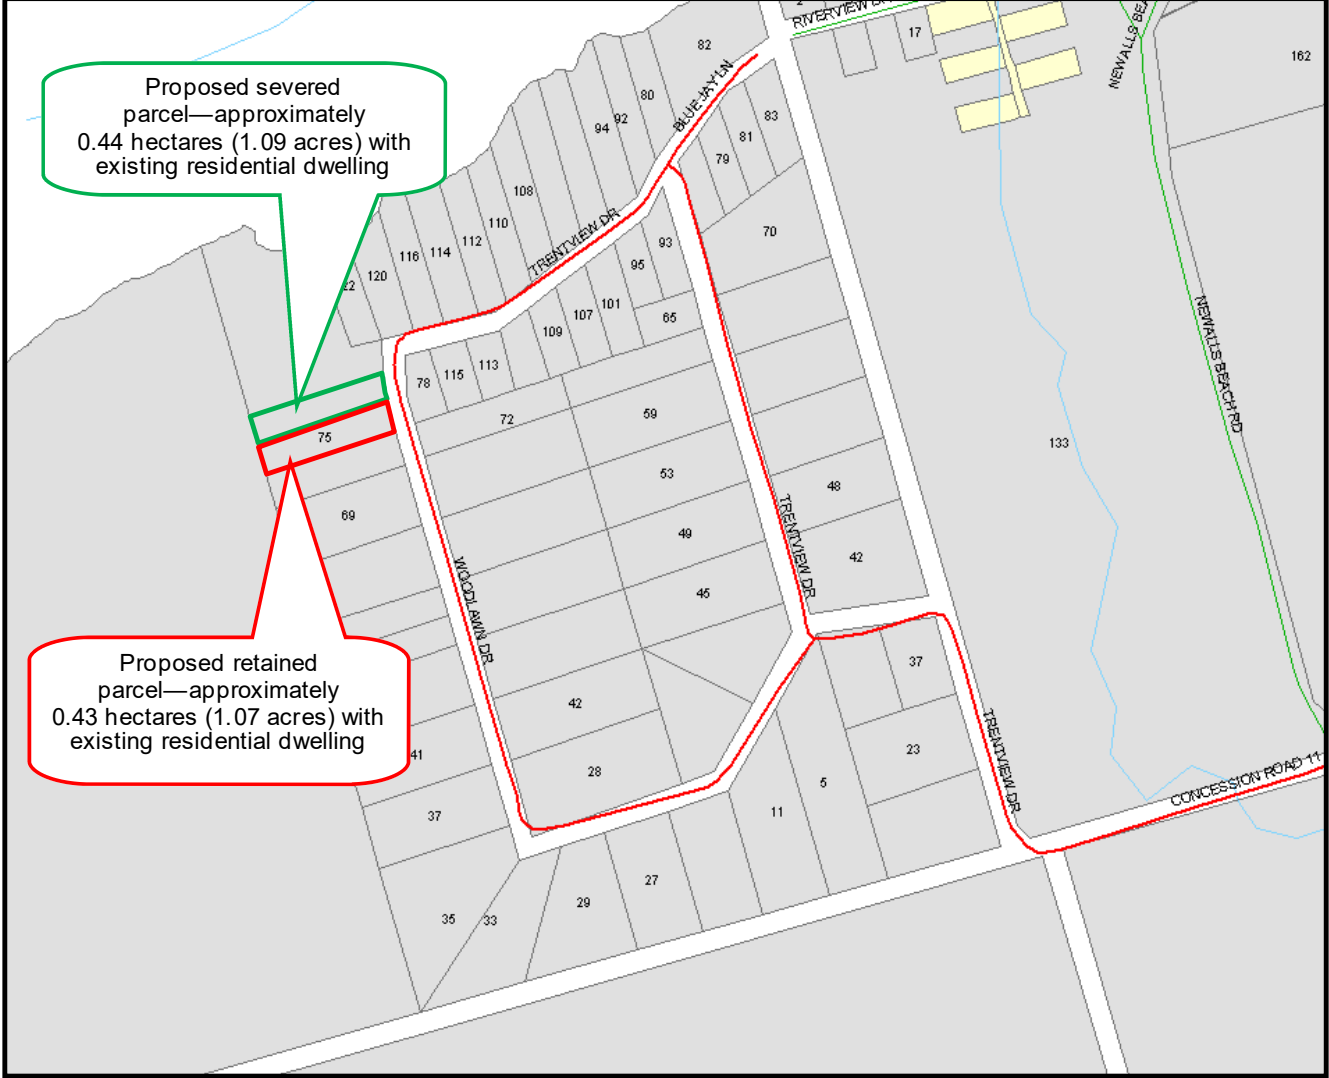 Proposed severed
parcel—approximately
0.44 hectares (1.09 acres) with
existing residential dwelling
RIVERVIEW
17
NEWALLS
162
82
80
92
94
BLUE JAY LN
83
81
79
108
110
112
114
116
120
22
TRENTVIEW DR
93
95
70
101
107
109
65
113
115
78
72
59
75
53
69
49
48
45
42
133
NEWALLS BEACH RD
TRENTVIEW DR
WOODLAWN DR
Proposed retained
parcel—approximately
0.43 hectares (1.07 acres) with
existing residential dwelling
42
37
28
41
37
23
5
11
TRENTVIEW DR
CONCESSION ROAD 11
27
29
33
35